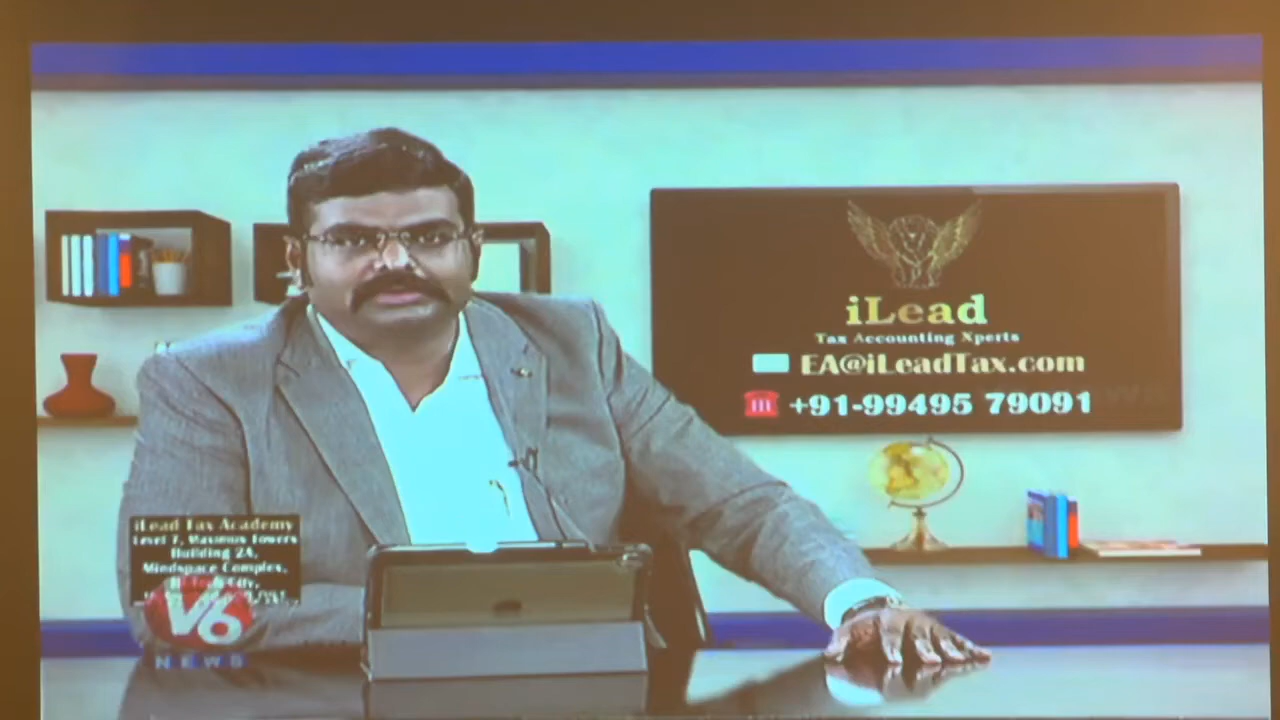 iLead
Tax Accounting Xperts
EA@iLeadTax.com
+91-99495 79091
iLead Tax Academy
Level 7, Maximus Towers
Building 2A,
Mindspace Complex,
V6
NEWS